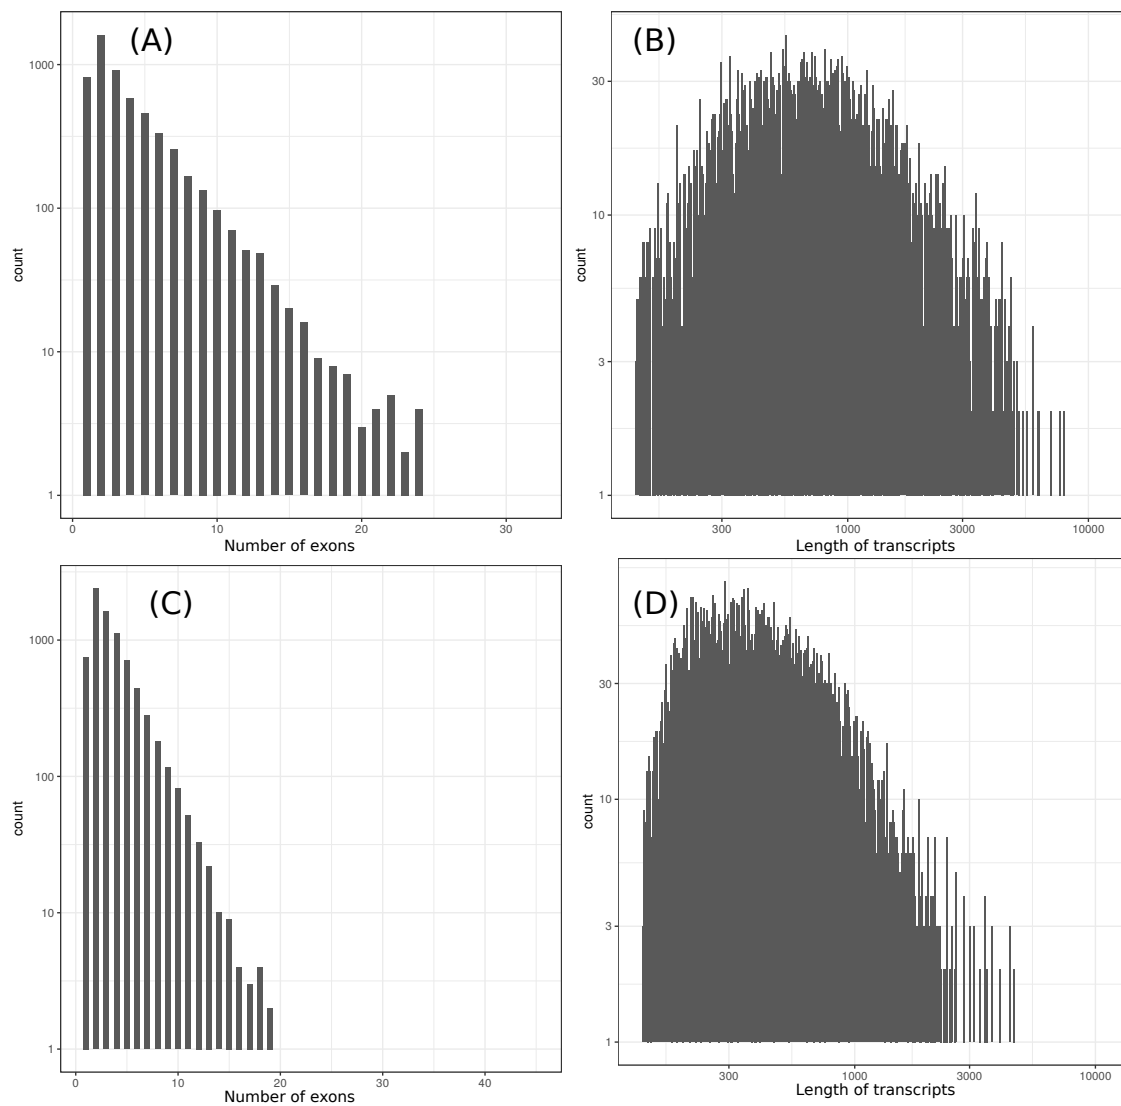 (A)
1000
100
10
1
count
0 10 20 30
Number of exons
(B)
30
10
3
1
count
300 1000 3000 10000
Length of transcripts
(C)
1000
100
10
1
count
0 10 20 30 40
Number of exons
(D)
30
10
3
1
count
300 1000 3000 10000
Length of transcripts